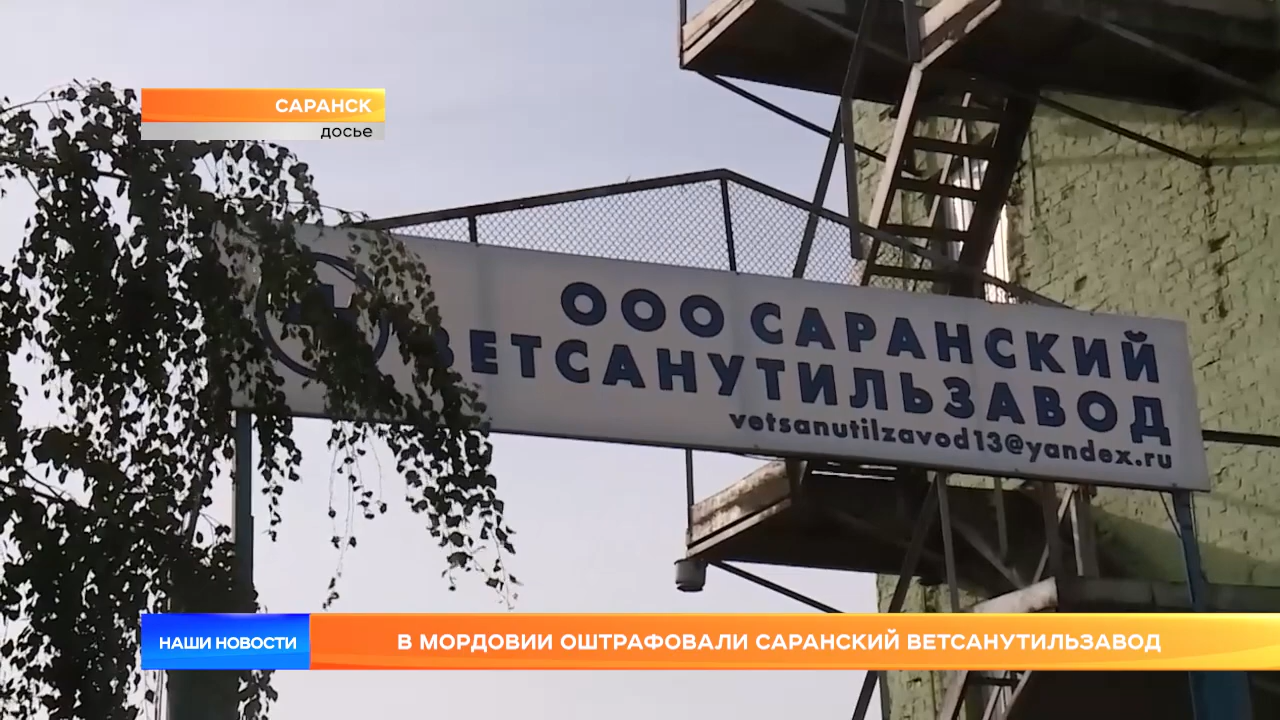 САРАНСК
досье
ООО САРАНСКИЙ
ВЕТСАНУТИЛЬЗАВОД
vetsanutilzavod13@yandex.ru
НАШИ НОВОСТИ
В МОРДОВИИ ОШТРАФОВАЛИ САРАНСКИЙ ВЕТСАНУТИЛЬЗАВОД